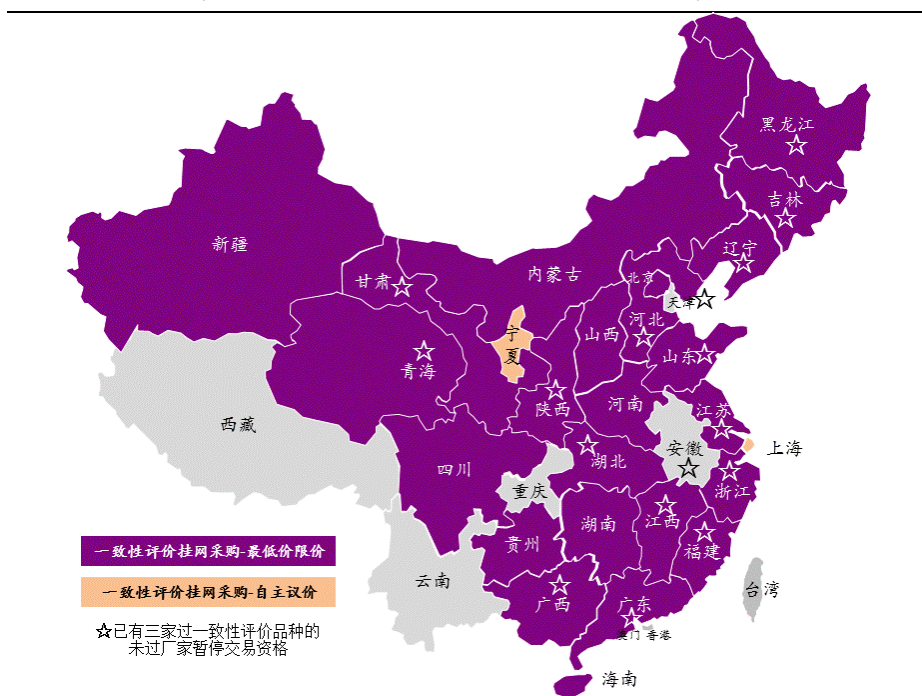 黑龙江
吉林
辽宁
新疆
内蒙古
北京
甘肃
天津
河北
宁夏
山西
山东
青海
陕西
河南
江苏
西藏
安徽
上海
四川
湖北
重庆
浙江
湖南
江西
贵州
福建
一致性评价挂网采购-最低价限价
云南
台湾
一致性评价挂网采购-自主议价
广西
广东
☆已有三家过一致性评价品种的
未过厂家暂停交易资格
澳门 香港
海南